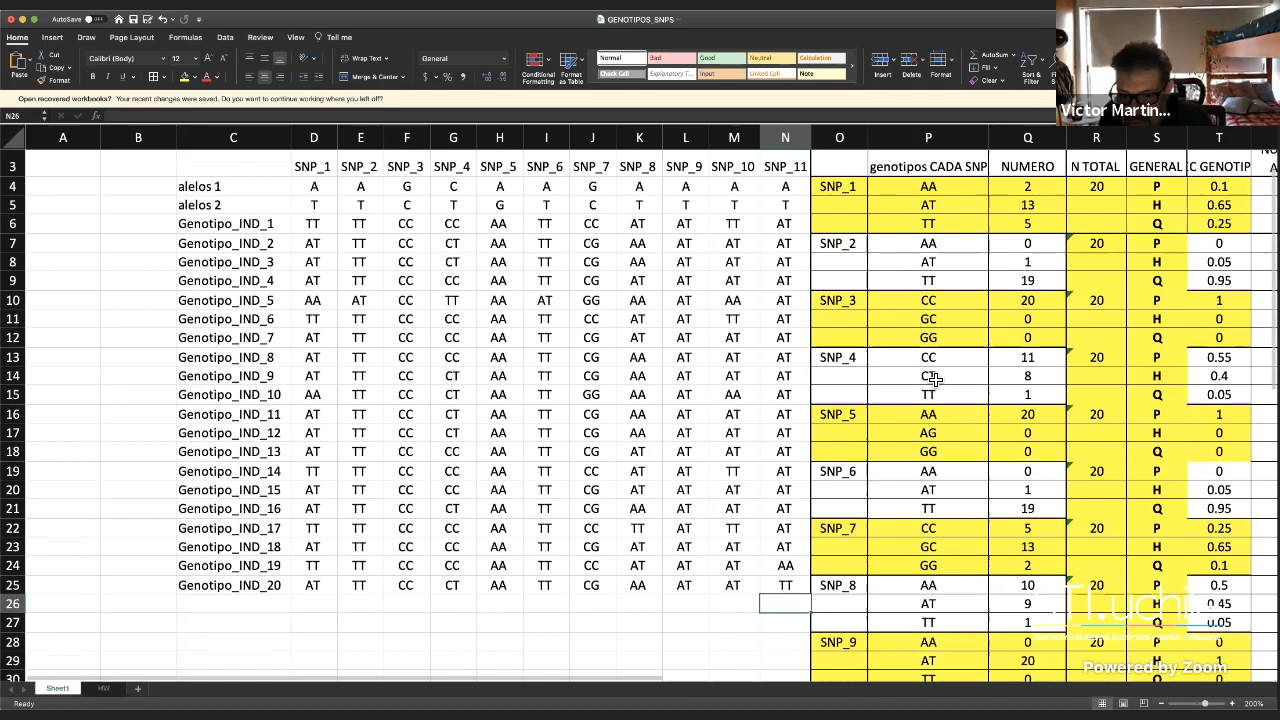 AutoSave OFF GENOTIPOS_SNPS
Home Insert Draw Page Layout Formulas Data Review View Tell me
Paste Cut Copy Format Calibri (Body) 12 Wrap Text General Normal Bad Good Neutral Calculation Insert Delete Format AutoSum Fill Clear Sort & Filter
B I U Merge & Center Conditional Formatting Format as Table Check Cell Explanatory T... Input Linked Cell Note
Open recovered workbooks? Your recent changes were saved. Do you want to continue working where you left off?
Victor Martin...
N26 fx
A B C D E F G H I J K L M N O P Q R S T
3 SNP_1 SNP_2 SNP_3 SNP_4 SNP_5 SNP_6 SNP_7 SNP_8 SNP_9 SNP_10 SNP_11 genotipos CADA SNP NUMERO N TOTAL GENERAL C GENOTIP
4 alelos 1 A A G C A A G A A A A SNP_1 AA 2 20 P 0.1
5 alelos 2 T T C T G T C T T T T AT 13 H 0.65
6 Genotipo_IND_1 TT TT CC CC AA TT CC AT AT TT AT TT 5 Q 0.25
7 Genotipo_IND_2 AT TT CC CT AA TT CG AT AT AT AT SNP_2 AA 0 20 P 0
8 Genotipo_IND_3 AT TT CC CT AA TT CG AA AT AT AT AT 1 H 0.05
9 Genotipo_IND_4 AT TT CC CC AA TT CG AA AT AT AT TT 19 Q 0.95
10 Genotipo_IND_5 AA AT CC TT AA AT GG AA AT AA AT SNP_3 CC 20 20 P 1
11 Genotipo_IND_6 TT TT CC CC AA TT CC AT AT TT AT GC 0 H 0
12 Genotipo_IND_7 AT TT CC CC AA TT CG AA AT AT AT GG 0 Q 0
13 Genotipo_IND_8 AT TT CC CC AA TT CG AT AT AT AT SNP_4 CC 11 20 P 0.55
14 Genotipo_IND_9 AT TT CC CC AA TT CG AA AT AT AT 8 H 0.4
15 Genotipo_IND_10 AA TT CC CT AA TT GG AA AT AA AT TT 1 Q 0.05
16 Genotipo_IND_11 AT TT CC CT AA TT CG AA AT AT AT SNP_5 AA 20 20 P 1
17 Genotipo_IND_12 AT TT CC CT AA TT CG AA AT AT AT AG 0 H 0
18 Genotipo_IND_13 AT TT CC CT AA TT CG AA AT AT AT GG 0 Q 0
19 Genotipo_IND_14 TT TT CC CC AA TT CG AT AT TT AT SNP_6 AA 0 20 P 0
20 Genotipo_IND_15 AT TT CC CC AA TT CG AT AT AT AT AT 1 H 0.05
21 Genotipo_IND_16 AT TT CC CT AA TT CG AA AT AT AT TT 19 Q 0.95
22 Genotipo_IND_17 TT TT CC CC AA TT CC TT AT TT AT SNP_7 CC 5 20 P 0.25
23 Genotipo_IND_18 AT TT CC CC AA TT CG AT AT AT AT GC 13 H 0.65
24 Genotipo_IND_19 TT TT CC CC AA TT CC AT AT AT AA GG 2 Q 0.1
25 Genotipo_IND_20 AT TT CC CT AA TT CG AA AT AT TT SNP_8 AA 10 20 P 0.5
26 AT 9 H 0.45
27 TT 1 Q 0.05
28 SNP_9 AA 0 20 P 0
29 AT 20 H 1
30 TT 0
Powered by Zoom
Sheet1 HW +
Ready 200%